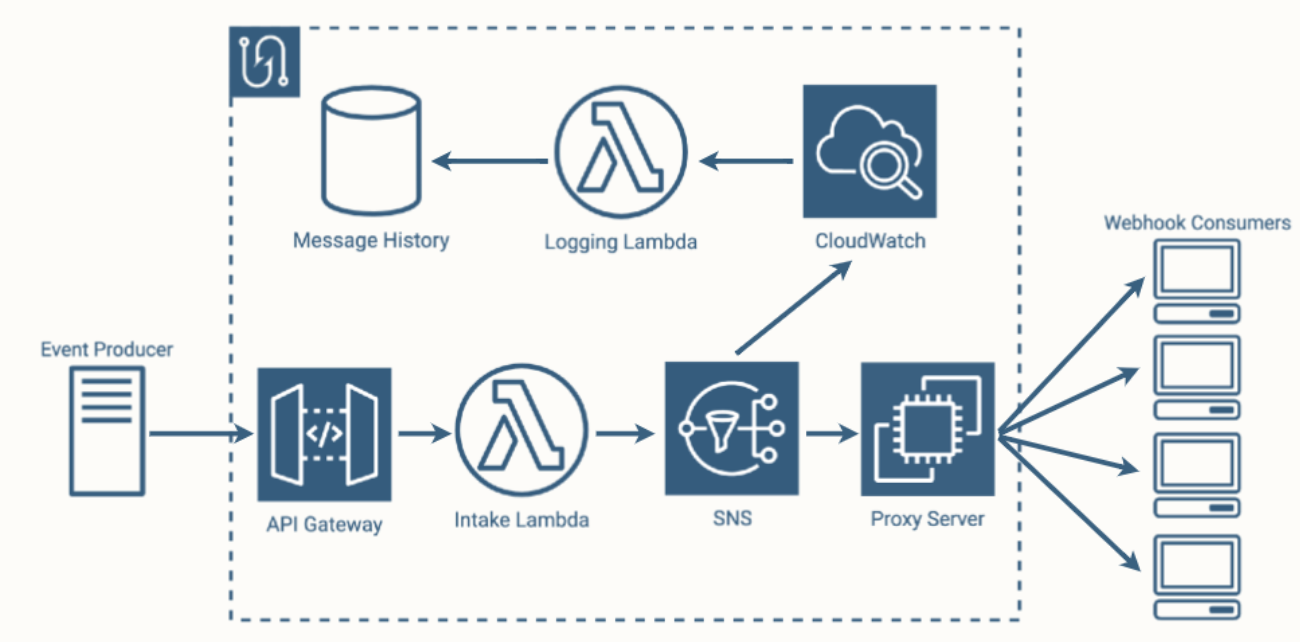 Message History
Logging Lambda
CloudWatch
Webhook Consumers
Event Producer
</>
API Gateway
Intake Lambda
SNS
Proxy Server